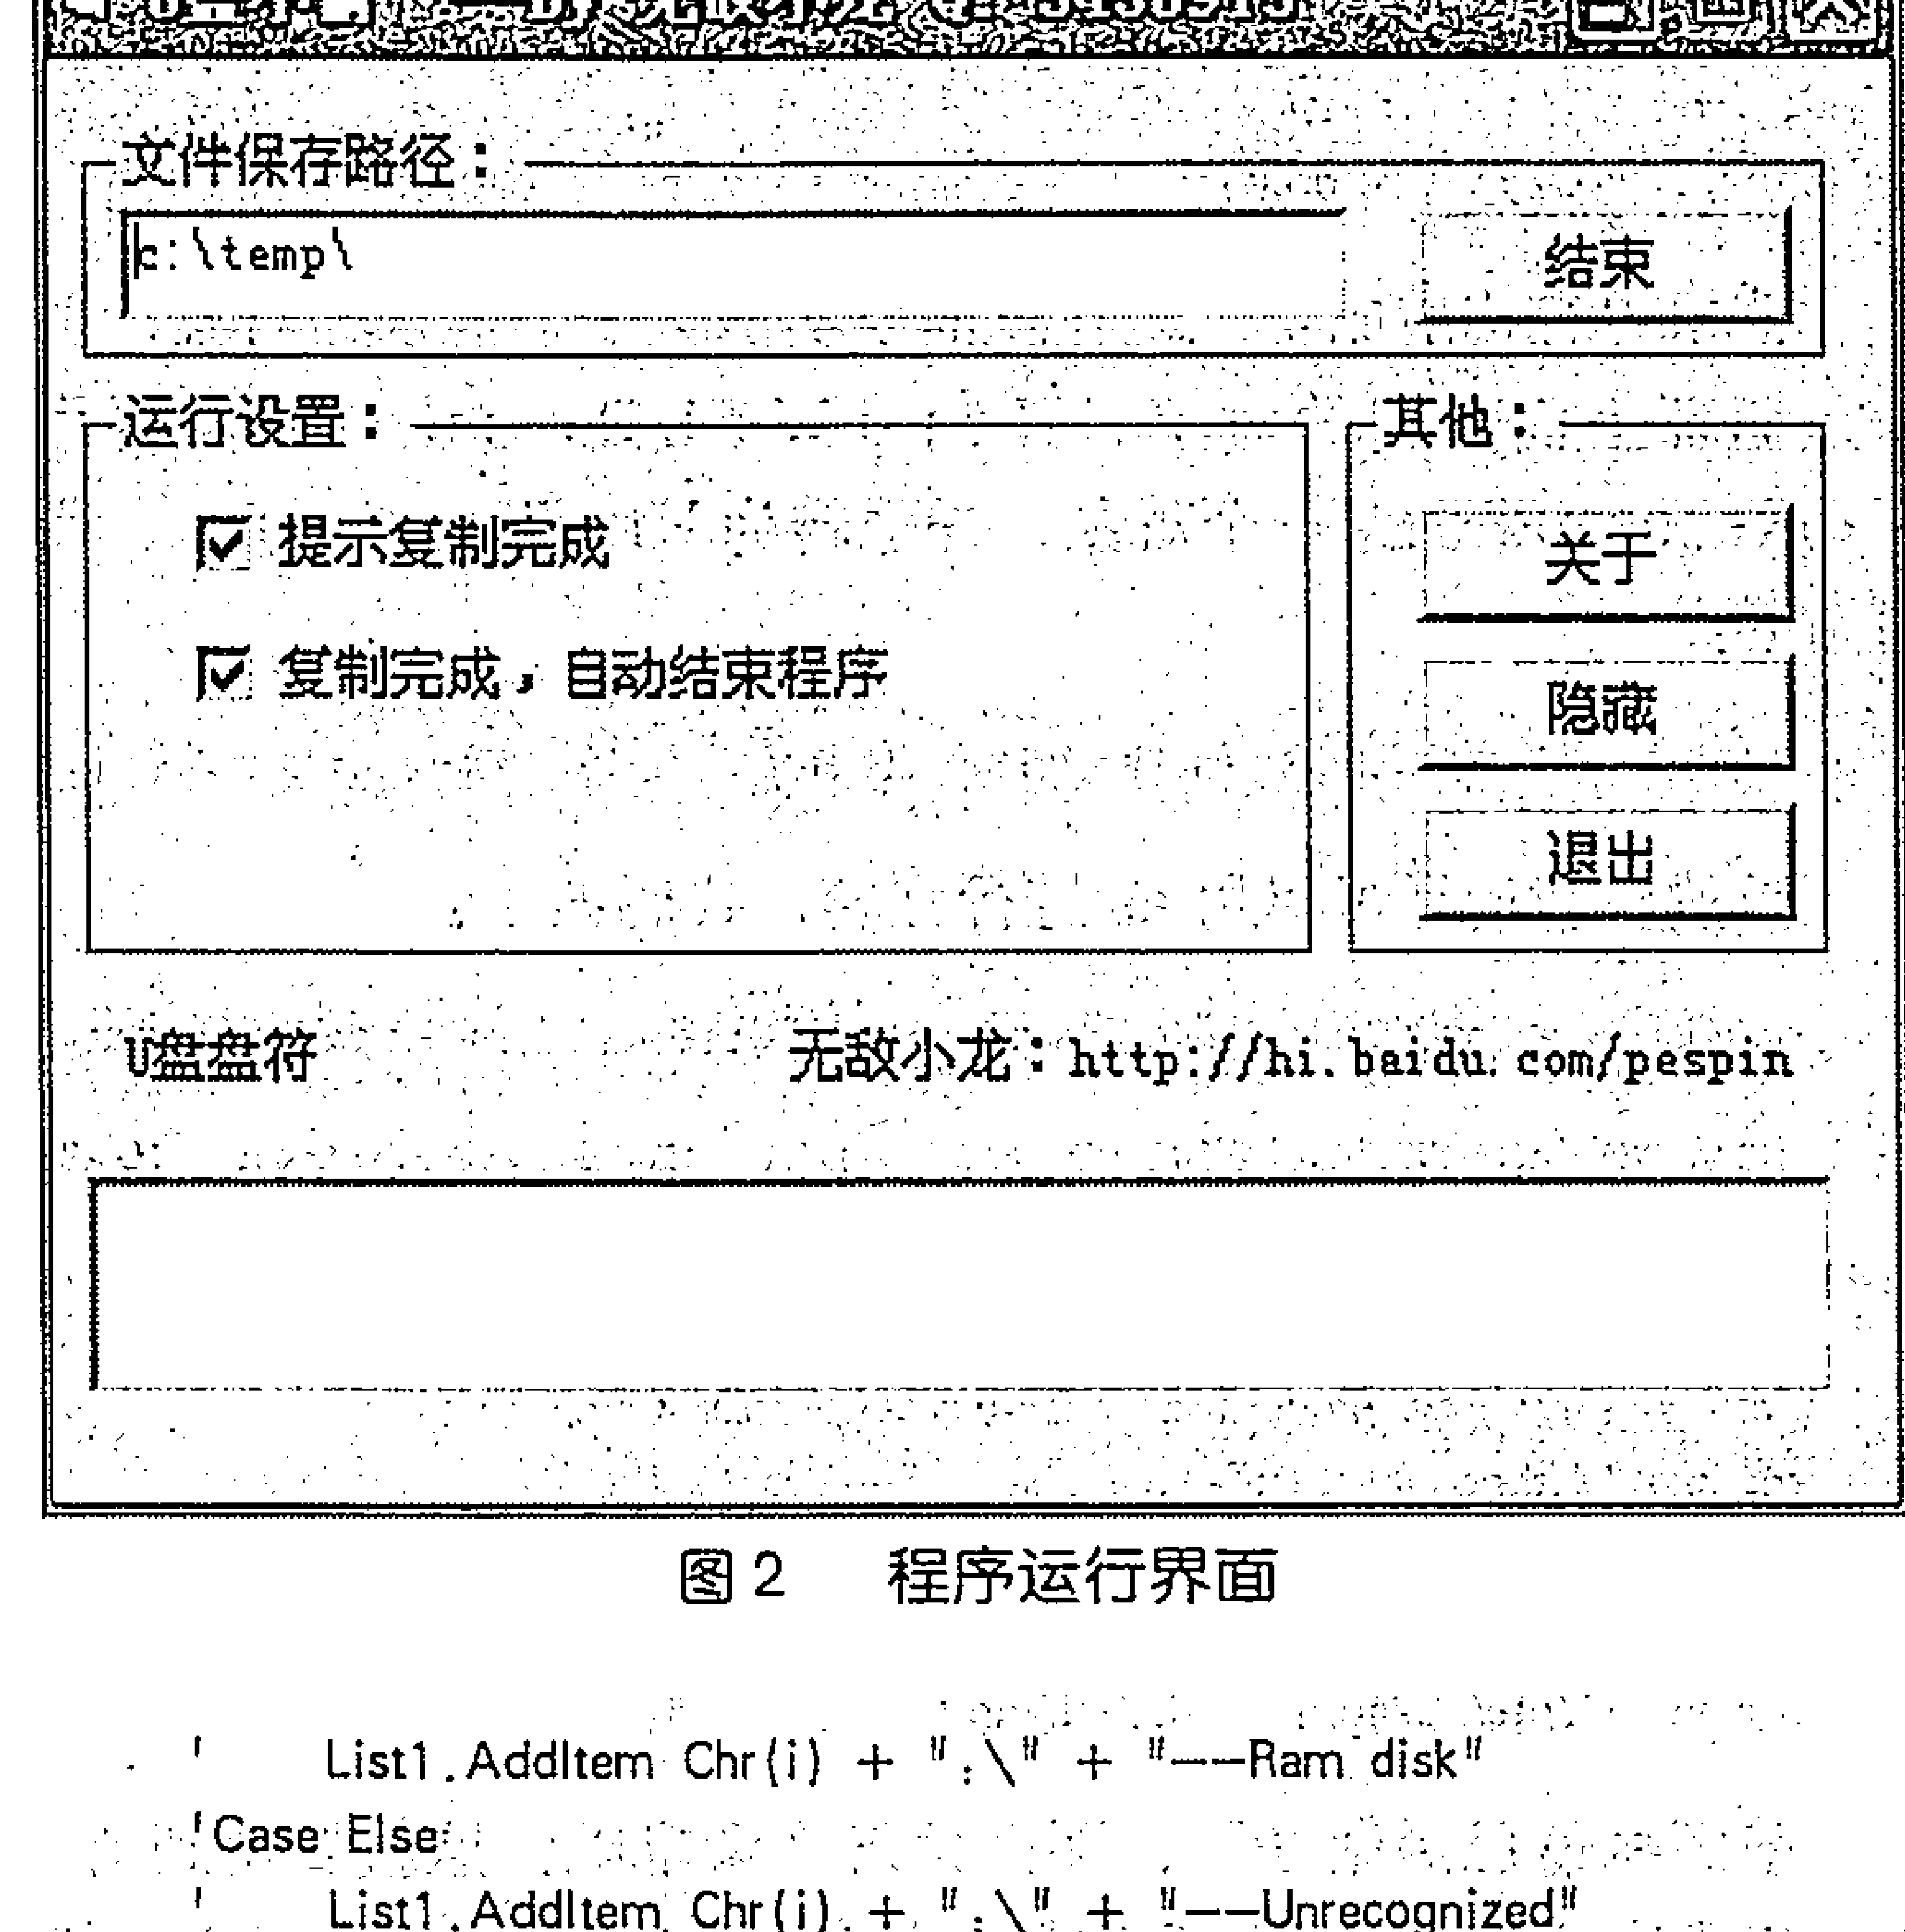 文件保存路径：
c:\temp\
结束
运行设置：
其他：
提示复制完成
关于
复制完成，自动结束程序
隐藏
退出
U盘盘符
无敌小龙：http://hi.baidu.com/pespin
图2 程序运行界面
' List1.AddItem Chr(i) + ":\" + "--Ram disk"
'Case Else
' List1.AddItem Chr(i) + ":\" + "--Unrecognized"